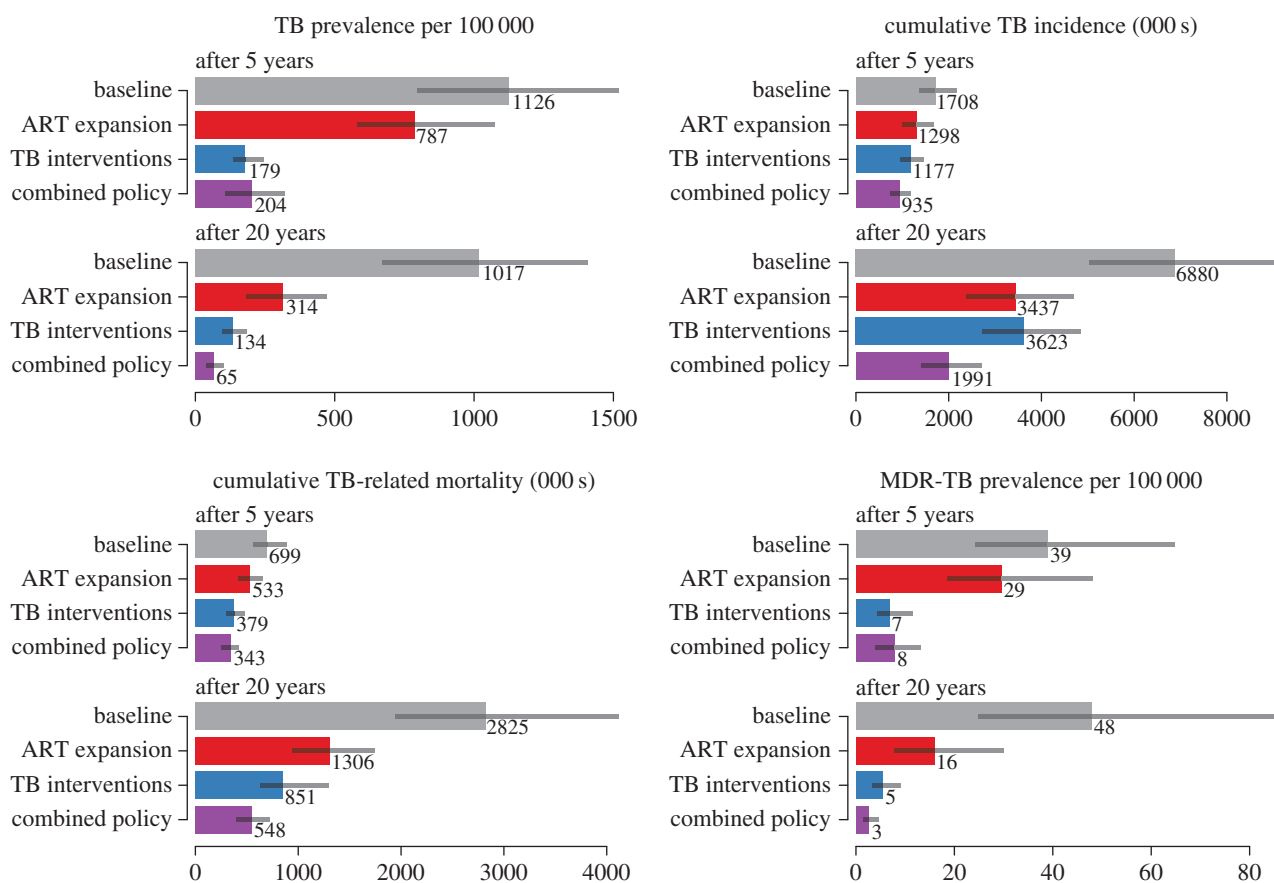 TB prevalence per 100 000
after 5 years
baseline 1126
ART expansion 787
TB interventions 179
combined policy 204
after 20 years
baseline 1017
ART expansion 314
TB interventions 134
combined policy 65
0 500 1000 1500
cumulative TB incidence (000 s)
after 5 years
baseline 1708
ART expansion 1298
TB interventions 1177
combined policy 935
after 20 years
baseline 6880
ART expansion 3437
TB interventions 3623
combined policy 1991
0 2000 4000 6000 8000
cumulative TB-related mortality (000 s)
after 5 years
baseline 699
ART expansion 533
TB interventions 379
combined policy 343
after 20 years
baseline 2825
ART expansion 1306
TB interventions 851
combined policy 548
0 1000 2000 3000 4000
MDR-TB prevalence per 100 000
after 5 years
baseline 39
ART expansion 29
TB interventions 7
combined policy 8
after 20 years
baseline 48
ART expansion 16
TB interventions 5
combined policy 3
0 20 40 60 80